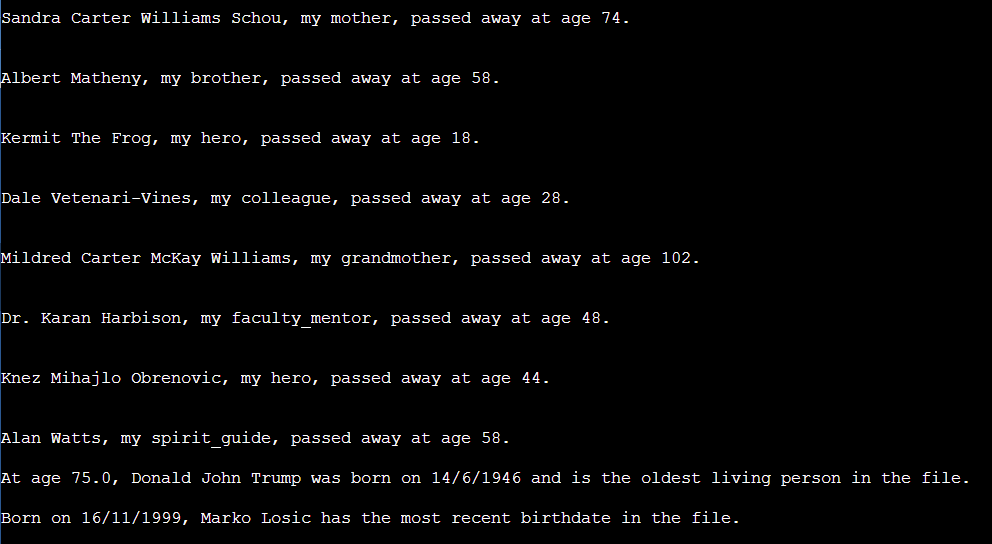 Sandra Carter Williams Schou, my mother, passed away at age 74.
Albert Matheny, my brother, passed away at age 58.
Kermit The Frog, my hero, passed away at age 18.
Dale Vetenari-Vines, my colleague, passed away at age 28.
Mildred Carter McKay Williams, my grandmother, passed away at age 102.
Dr. Karan Harbison, my faculty_mentor, passed away at age 48.
Knez Mihajlo Obrenovic, my hero, passed away at age 44.
Alan Watts, my spirit_guide, passed away at age 58.
At age 75.0, Donald John Trump was born on 14/6/1946 and is the oldest living person in the file.
Born on 16/11/1999, Marko Losic has the most recent birthdate in the file.